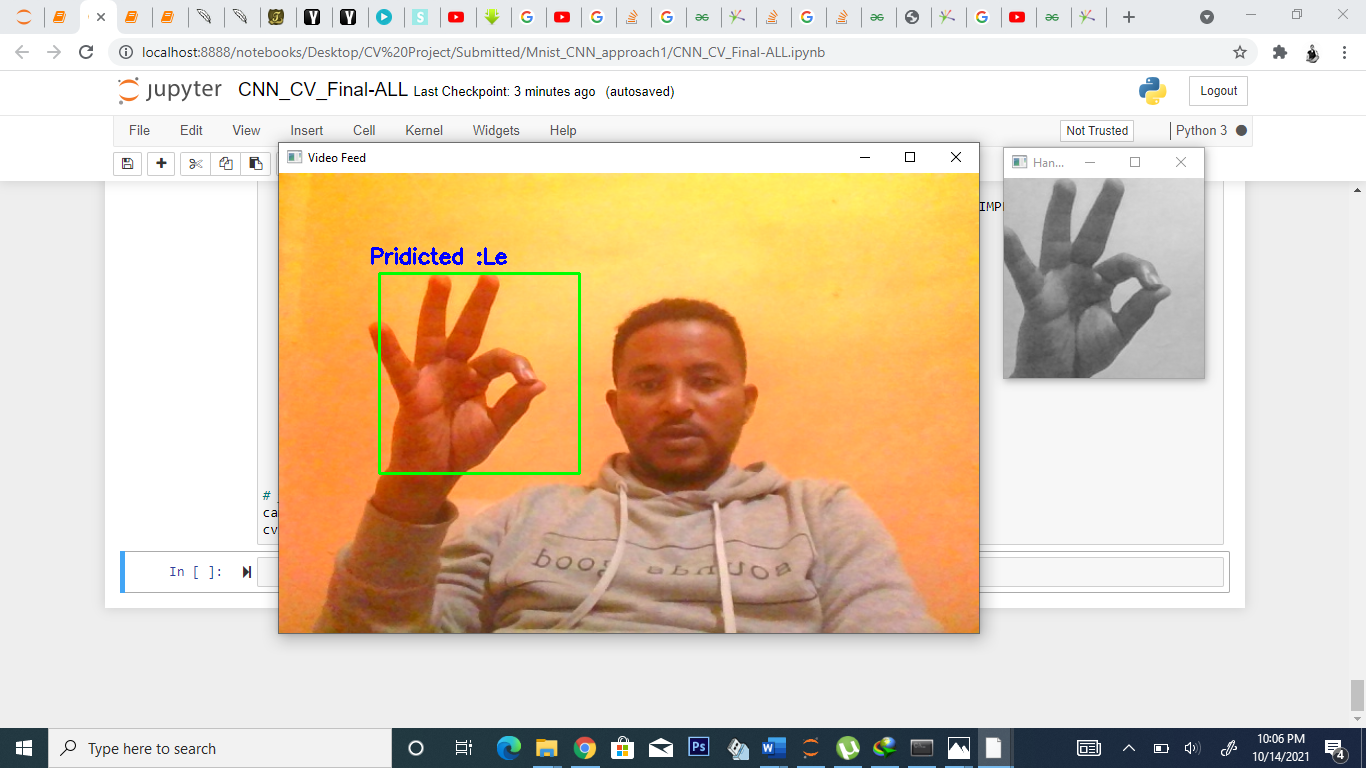 localhost:8888/notebooks/Desktop/CV%20Project/Submitted/Mnist_CNN_approach1/CNN_CV_Final-ALL.ipynb
jupyter CNN_CV_Final-ALL Last Checkpoint: 3 minutes ago (autosaved)
Logout
File Edit View Insert Cell Kernel Widgets Help
Not Trusted
Python 3
Video Feed
Han...
IMP
Pridicted :Le
sounds good
#
ca
cv
In [ ]:
Type here to search
10:06 PM
10/14/2021
4